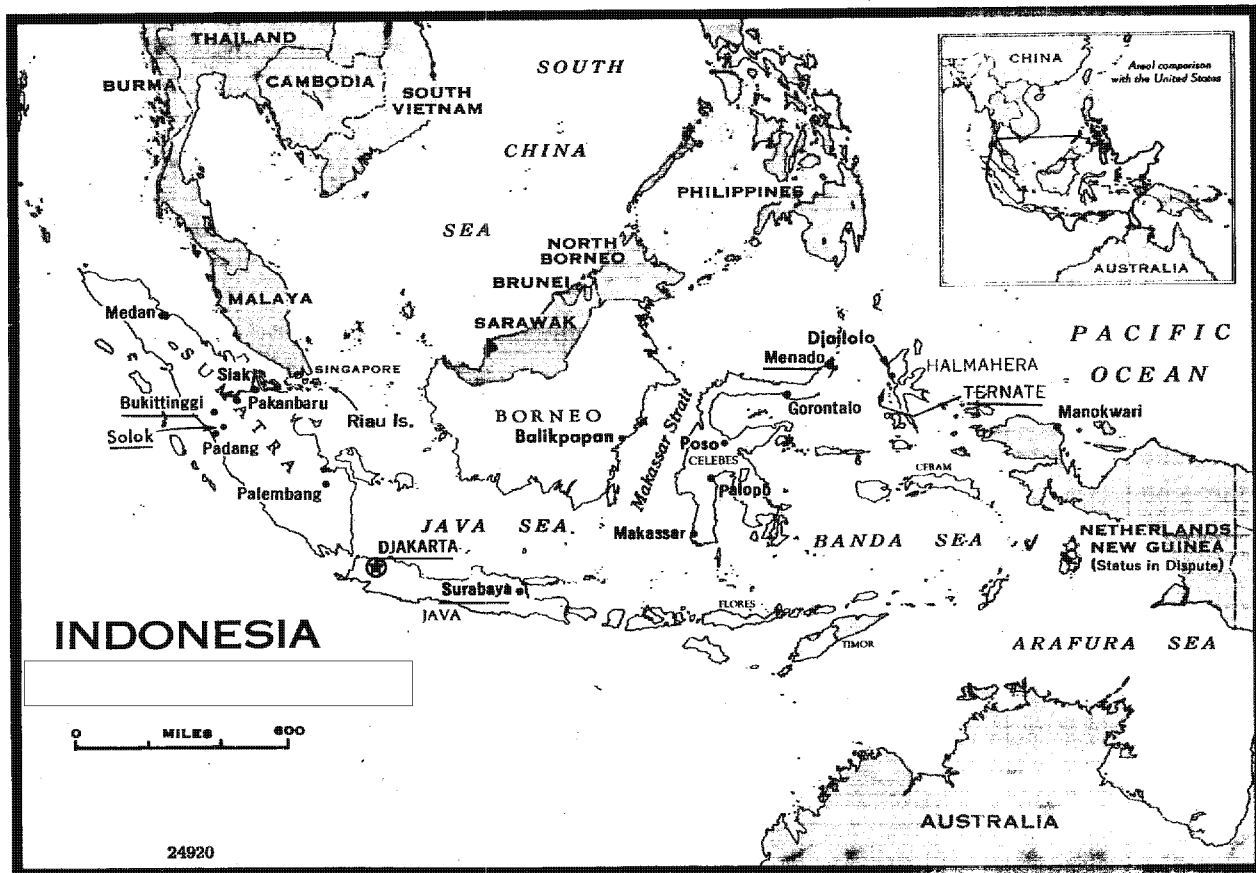 THAILAND
BURMA
CAMBODIA
SOUTH
VIETNAM
SOUTH
CHINA
SEA
PHILIPPINES
CHINA
Areal comparison
with the United States
AUSTRALIA
NORTH
BORNEO
BRUNEI
SARAWAK
MALAYA
Medan
SUMATRA
Siak
SINGAPORE
Bukittinggi
Pakanbaru
Riau Is.
Solok
Padang
Palembang
BORNEO
Balikpapan
Makassar Strait
Djailolo
Menado
HALMAHERA
TERNATE
Gorontalo
Manokwari
PACIFIC
OCEAN
Poso
CELEBES
Palopo
CERAM
JAVA SEA
Makassar
BANDA SEA
NETHERLANDS
NEW GUINEA
(Status in Dispute)
DJAKARTA
Surabaya
JAVA
FLORES
TIMOR
ARAFURA SEA
INDONESIA
0 MILES 600
AUSTRALIA
24920